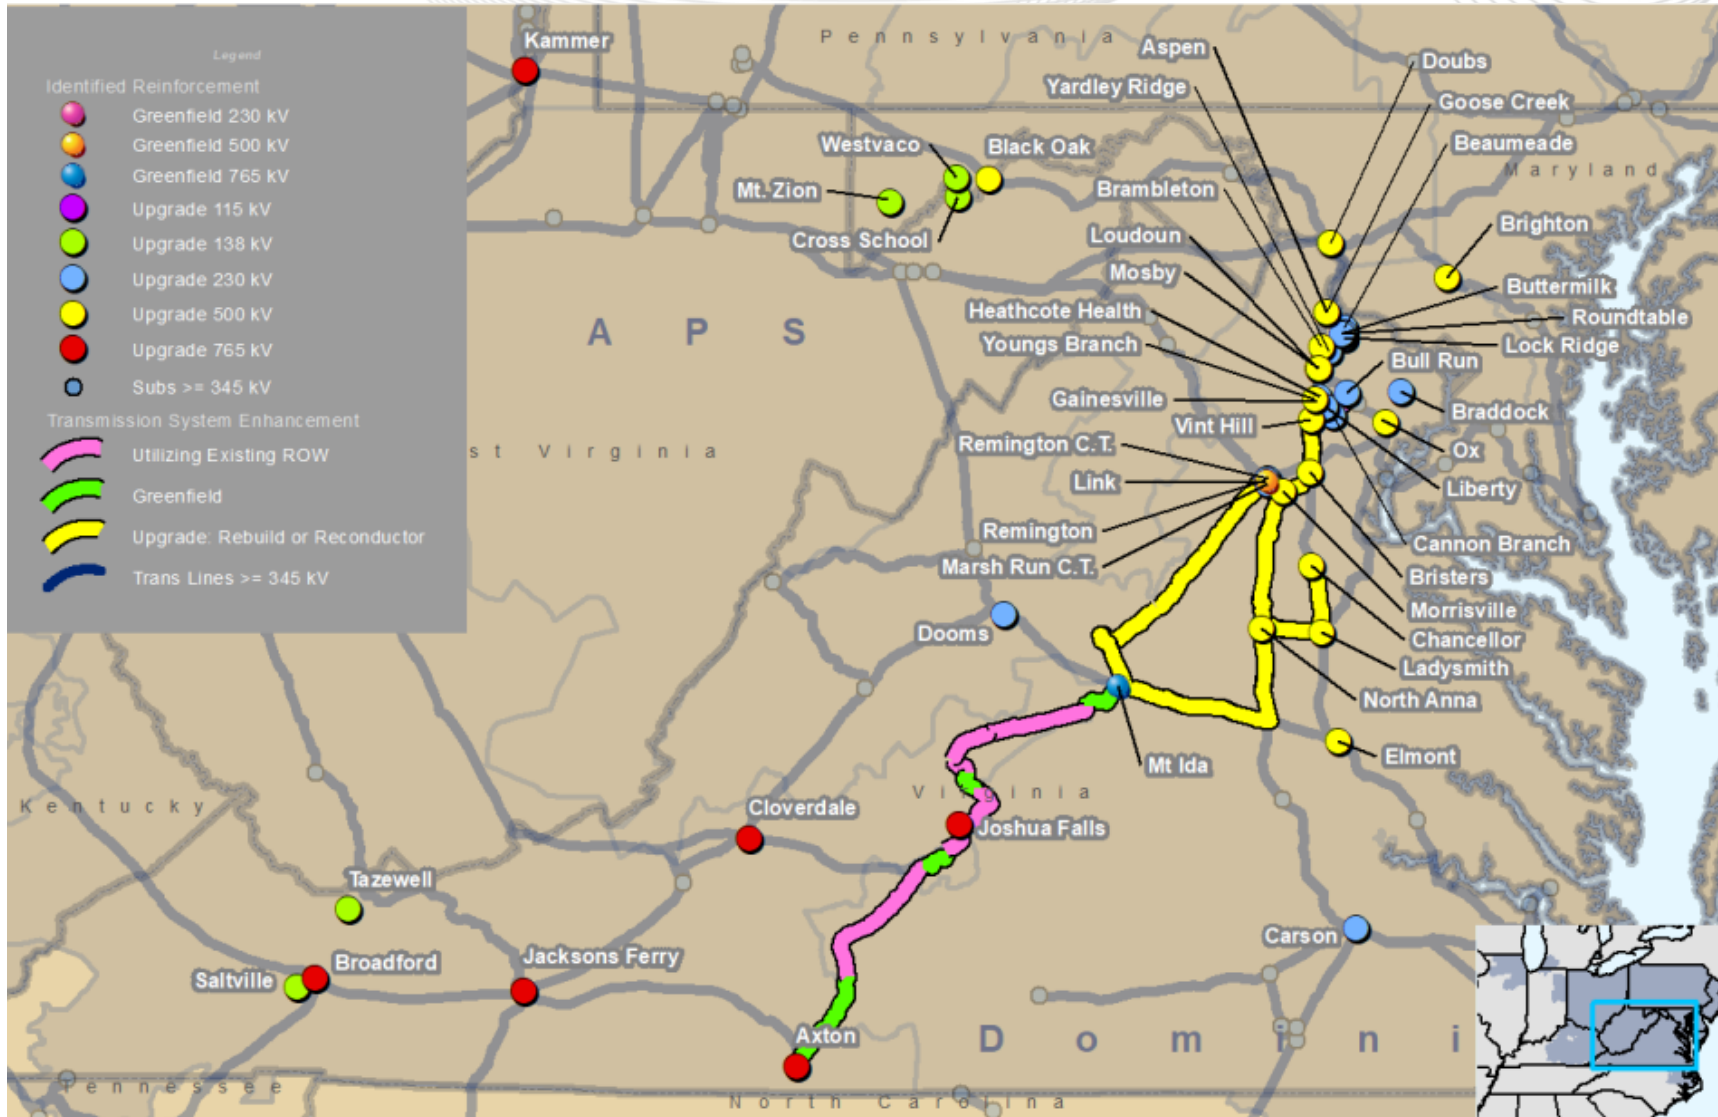 Legend
Identified Reinforcement
Greenfield 230 kV
Greenfield 500 kV
Greenfield 765 kV
Upgrade 115 kV
Upgrade 138 kV
Upgrade 230 kV
Upgrade 500 kV
Upgrade 765 kV
Subs >= 345 kV
Transmission System Enhancement
Utilizing Existing ROW
Greenfield
Upgrade: Rebuild or Reconductor
Trans Lines >= 345 kV
Kammer
Pennsylvania
Aspen
Doubs
Yardley Ridge
Goose Creek
Westvaco
Black Oak
Beaumeade
Maryland
Mt. Zion
Brambleton
Cross School
Loudoun
Brighton
Mosby
Buttermilk
Heathcote Health
Roundtable
APS
Youngs Branch
Lock Ridge
Bull Run
Gainesville
Braddock
Vint Hill
Remington C.T.
Ox
st Virginia
Link
Liberty
Remington
Cannon Branch
Marsh Run C.T.
Bristers
Morrisville
Dooms
Chancellor
Ladysmith
North Anna
Elmont
Mt Ida
Virginia
Kentucky
Cloverdale
Joshua Falls
Tazewell
Carson
Jacksons Ferry
Broadford
Saltville
Axton
Domini
Tennessee
North Carolina